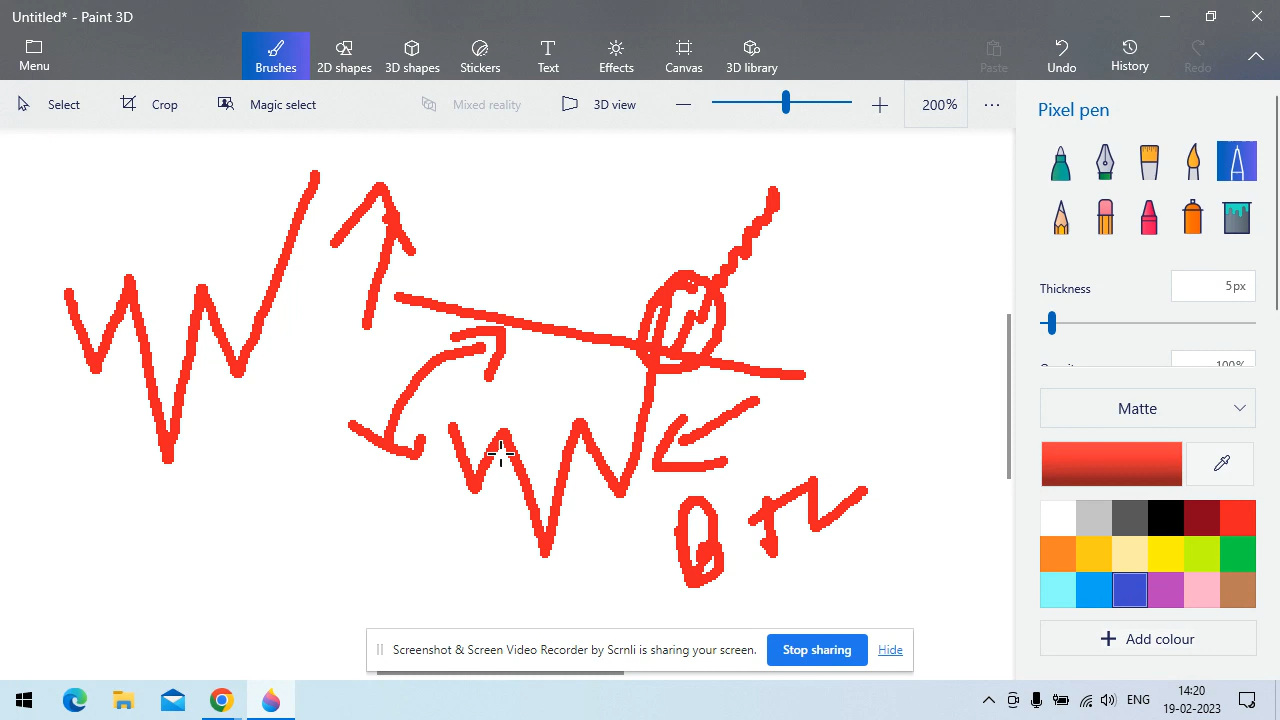 Untitled* - Paint 3D
Menu
Brushes
2D shapes
3D shapes
Stickers
Text
Effects
Canvas
3D library
Paste
Undo
History
Redo
Select
Crop
Magic select
Mixed reality
3D view
200%
Pixel pen
Thickness
5px
100%
Matte
Add colour
Screenshot & Screen Video Recorder by Scrnli is sharing your screen.
Stop sharing
Hide
ENG
14:20
19-02-2023